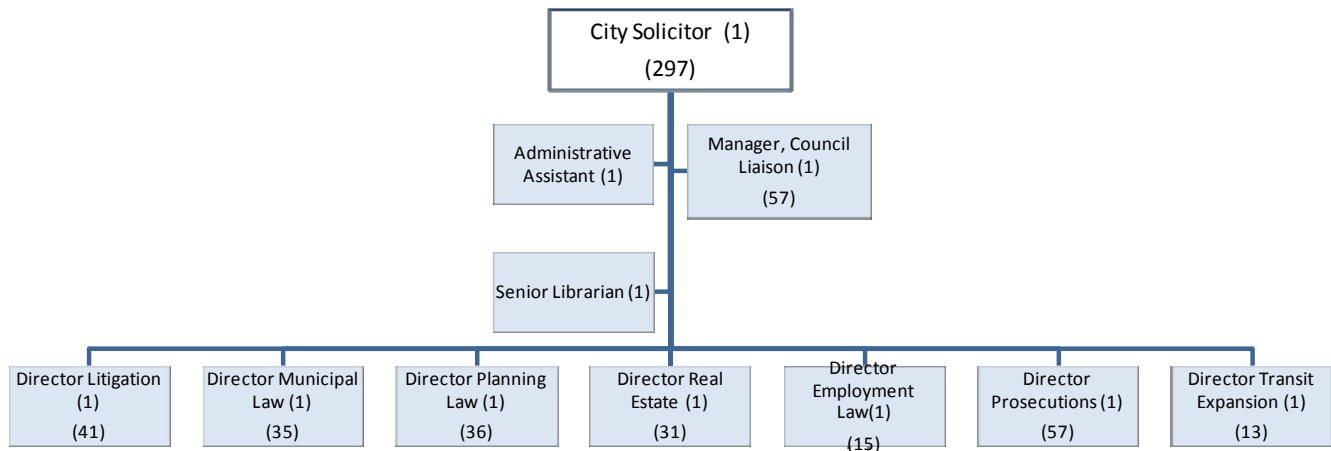 City Solicitor (1)
(297)
Administrative
Assistant (1)
Manager, Council
Liaison (1)
(57)
Senior Librarian (1)
Director Litigation
(1)
(41)
Director Municipal
Law (1)
(35)
Director Planning
Law (1)
(36)
Director Real
Estate (1)
(31)
Director
Employment
Law(1)
(15)
Director
Prosecutions (1)
(57)
Director Transit
Expansion (1)
(13)